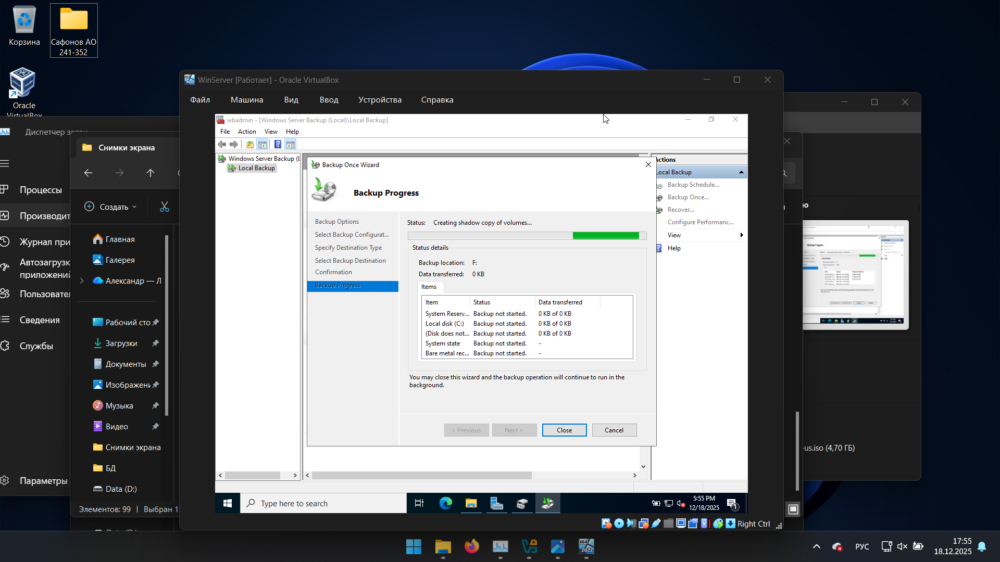 Корзина
Сафонов АО
241-352
Oracle
VirtualBox
Диспетчер задач
Процессы
Производит
Журнал при
Автозагрузк
приложений
Пользовател
Сведения
Службы
Параметры
Снимки экрана
Создать
Главная
Галерея
Александр — Л
Рабочий сто
Загрузки
Документы
Изображени
Музыка
Видео
Снимки экрана
БД
Data (D:)
Элементов: 99
Выбран 1
WinServer [Работает] - Oracle VirtualBox
Файл Машина Вид Ввод Устройства Справка
wbadmin - [Windows Server Backup (Local)\Local Backup]
File Action View Help
Windows Server Backup (L
Local Backup
Backup Once Wizard
Backup Progress
Backup Options
Select Backup Configurat...
Specify Destination Type
Select Backup Destination
Confirmation
Backup Progress
Status: Creating shadow copy of volumes...
Status details
Backup location: F:
Data transferred: 0 KB
Items
Item Status Data transferred
System Reserv... Backup not started. 0 KB of 0 KB
Local disk (C:) Backup not started. 0 KB of 0 KB
(Disk does not... Backup not started. 0 KB of 0 KB
System state Backup not started. -
Bare metal rec... Backup not started. -
You may close this wizard and the backup operation will continue to run in the
background.
< Previous Next > Close Cancel
Actions
Local Backup
Backup Schedule...
Backup Once...
Recover...
Configure Performanc...
View
Help
Type here to search
5:55 PM
12/18/2025
1
Right Ctrl
-us.iso (4,70 ГБ)
x64
2022
РУС
17:55
18.12.2025